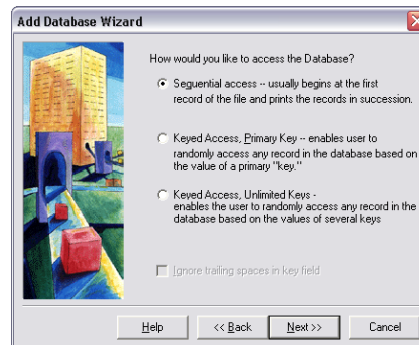 Add Database Wizard
How would you like to access the Database?
Sequential access -- usually begins at the first
record of the file and prints the records in succession.
Keyed Access, Primary Key -- enables user to
randomly access any record in the database based on
the value of a primary "key."
Keyed Access, Unlimited Keys -
enables the user to randomly access any record in the
database based on the values of several keys
Ignore trailing spaces in key field
Help
<< Back
Next >>
Cancel